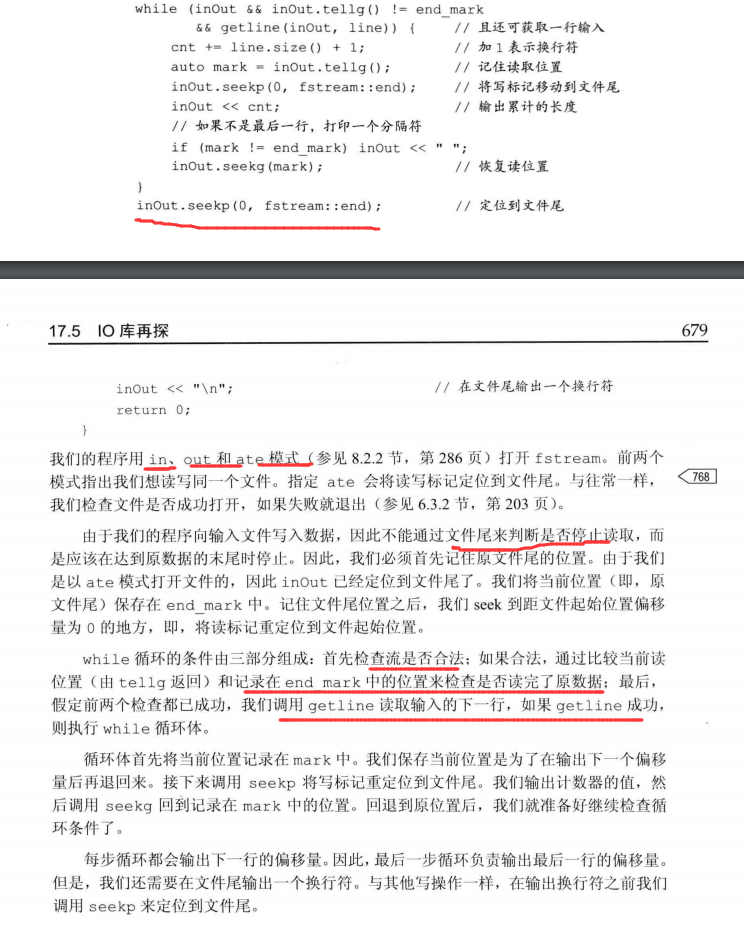 while (inOut && inOut.tellg() != end_mark
&& getline(inOut, line)) { // 且还可获取一行输入
cnt += line.size() + 1; // 加1表示换行符
auto mark = inOut.tellg(); // 记住读取位置
inOut.seekp(0, fstream::end); // 将写标记移动到文件尾
inOut << cnt; // 输出累计的长度
// 如果不是最后一行，打印一个分隔符
if (mark != end_mark) inOut << " ";
inOut.seekg(mark); // 恢复读位置
}
inOut.seekp(0, fstream::end); // 定位到文件尾
17.5 IO 库再探 679
inOut << "\n"; // 在文件尾输出一个换行符
return 0;
}
我们的程序用 in、out 和 ate 模式（参见 8.2.2 节，第 286 页）打开 fstream。前两个
模式指出我们想读写同一个文件。指定 ate 会将读写标记定位到文件尾。与往常一样，
768
我们检查文件是否成功打开，如果失败就退出（参见 6.3.2 节，第 203 页）。
由于我们的程序向输入文件写入数据，因此不能通过文件尾来判断是否停止读取，而
是应该在达到原数据的末尾时停止。因此，我们必须首先记住原文件尾的位置。由于我们
是以 ate 模式打开文件的，因此 inOut 已经定位到文件尾了。我们将当前位置（即，原
文件尾）保存在 end_mark 中。记住文件尾位置之后，我们 seek 到距文件起始位置偏移
量为 0 的地方，即，将读标记重定位到文件起始位置。
while 循环的条件由三部分组成：首先检查流是否合法；如果合法，通过比较当前读
位置（由 tellg 返回）和记录在 end mark 中的位置来检查是否读完了原数据；最后，
假定前两个检查都已成功，我们调用 getline 读取输入的下一行，如果 getline 成功，
则执行 while 循环体。
循环体首先将当前位置记录在 mark 中。我们保存当前位置是为了在输出下一个偏移
量后再退回来。接下来调用 seekp 将写标记重定位到文件尾。我们输出计数器的值，然
后调用 seekg 回到记录在 mark 中的位置。回退到原位置后，我们就准备好继续检查循
环条件了。
每步循环都会输出下一行的偏移量。因此，最后一步循环负责输出最后一行的偏移量。
但是，我们还需要在文件尾输出一个换行符。与其他写操作一样，在输出换行符之前我们
调用 seekp 来定位到文件尾。